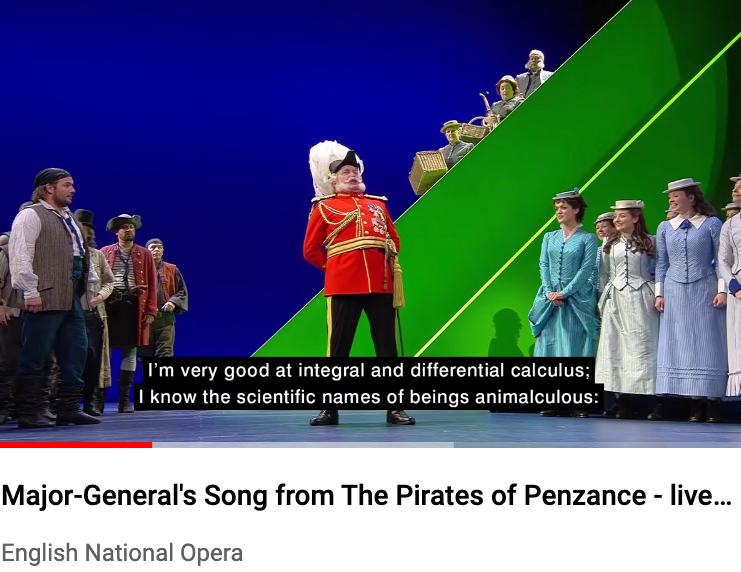 I'm very good at integral and differential calculus;
I know the scientific names of beings animalculous:
Major-General's Song from The Pirates of Penzance - live…
English National Opera